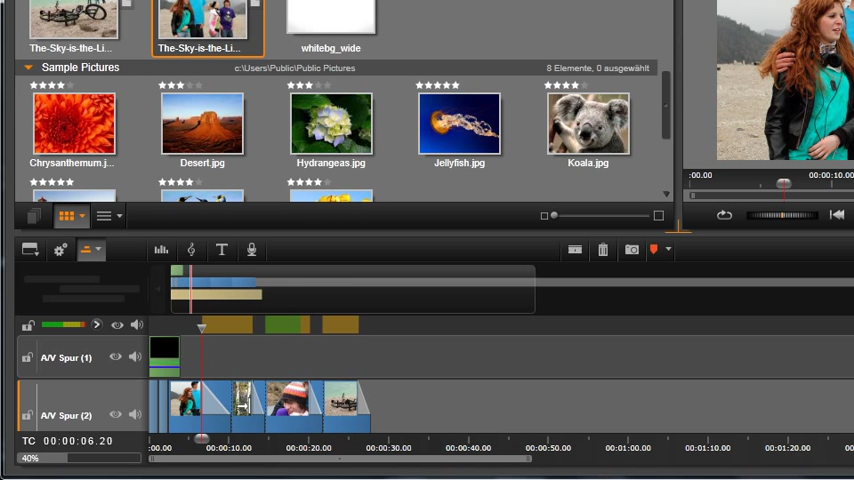 The-Sky-is-the-Li... The-Sky-is-the-Li... whitebg_wide
Sample Pictures c:\Users\Public\Public Pictures 8 Elemente, 0 ausgewählt
Chrysanthemum.j... Desert.jpg Hydrangeas.jpg Jellyfish.jpg Koala.jpg
:00.00 00:00:10.00
A/V Spur (1)
A/V Spur (2)
TC 00:00:06.20
:00.00 00:00:10.00 00:00:20.00 00:00:30.00 00:00:40.00 00:00:50.00 00:01:00.00 00:01:10.00 00:01:20.00
40%